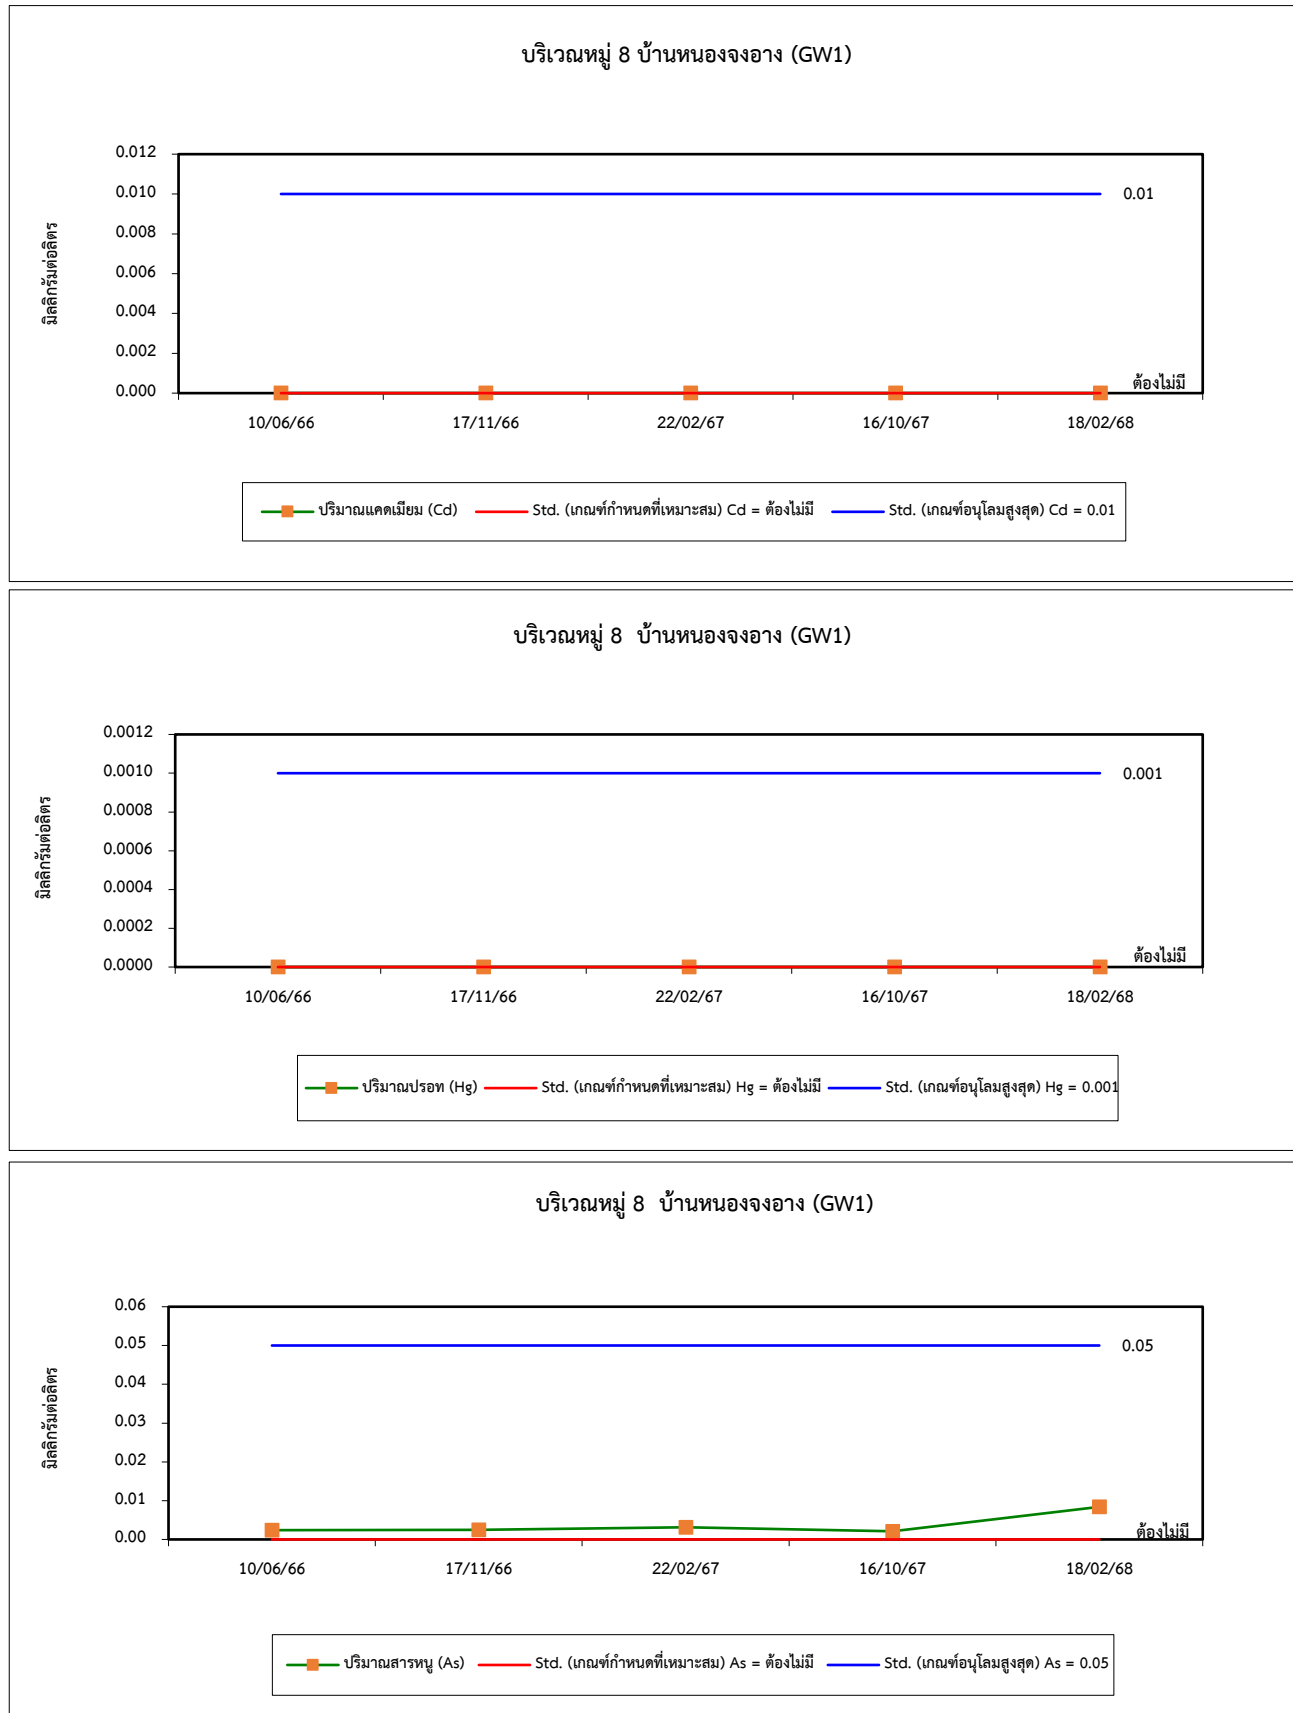 บริเวณหมู่ 8 บ้านหนองจงอาง (GW1)
มิลลิกรัมต่อลิตร
0.012
0.010
0.008
0.006
0.004
0.002
0.000
0.01
ต้องไม่มี
10/06/66 17/11/66 22/02/67 16/10/67 18/02/68
ปริมาณแคดเมียม (Cd) Std. (เกณฑ์กำหนดที่เหมาะสม) Cd = ต้องไม่มี Std. (เกณฑ์อนุโลมสูงสุด) Cd = 0.01
บริเวณหมู่ 8 บ้านหนองจงอาง (GW1)
มิลลิกรัมต่อลิตร
0.0012
0.0010
0.0008
0.0006
0.0004
0.0002
0.0000
0.001
ต้องไม่มี
10/06/66 17/11/66 22/02/67 16/10/67 18/02/68
ปริมาณปรอท (Hg) Std. (เกณฑ์กำหนดที่เหมาะสม) Hg = ต้องไม่มี Std. (เกณฑ์อนุโลมสูงสุด) Hg = 0.001
บริเวณหมู่ 8 บ้านหนองจงอาง (GW1)
มิลลิกรัมต่อลิตร
0.06
0.05
0.04
0.03
0.02
0.01
0.00
0.05
ต้องไม่มี
10/06/66 17/11/66 22/02/67 16/10/67 18/02/68
ปริมาณสารหนู (As) Std. (เกณฑ์กำหนดที่เหมาะสม) As = ต้องไม่มี Std. (เกณฑ์อนุโลมสูงสุด) As = 0.05